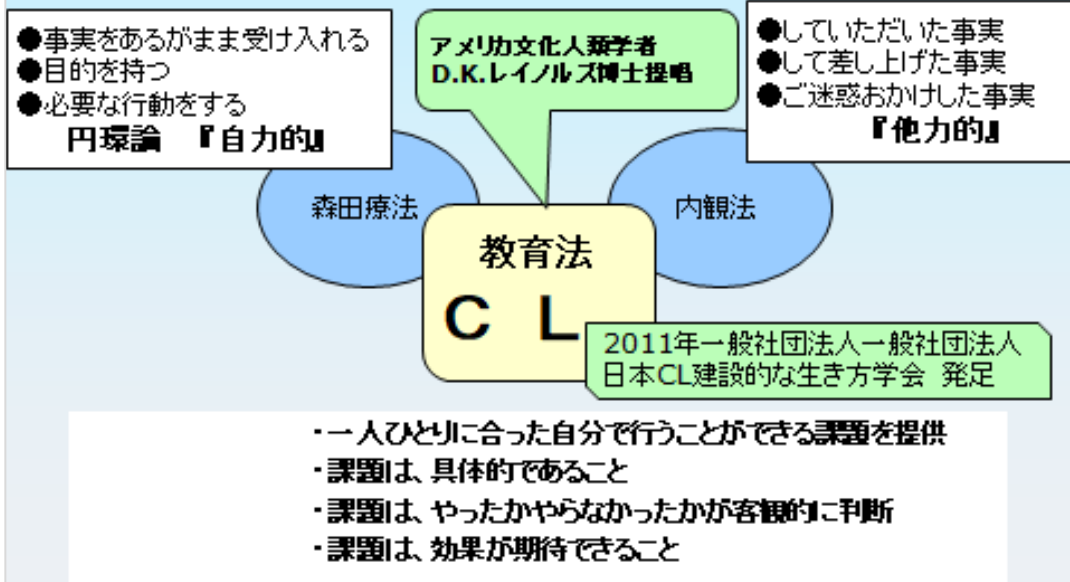 ●事実をあるがまま受け入れる
●目的を持つ
●必要な行動をする
円環論 『自力的』
アメリカ文化人類学者
D.K.レイノルズ博士提唱
●していただいた事実
●して差し上げた事実
●ご迷惑おかけした事実
『他力的』
森田療法
内観法
教育法
C L
2011年一般社団法人一般社団法人
日本CL建設的な生き方学会 発足
・一人ひとりに合った自分で行うことができる課題を提供
・課題は、具体的であること
・課題は、やったかやらなかったかが客観的に判断
・課題は、効果が期待できること